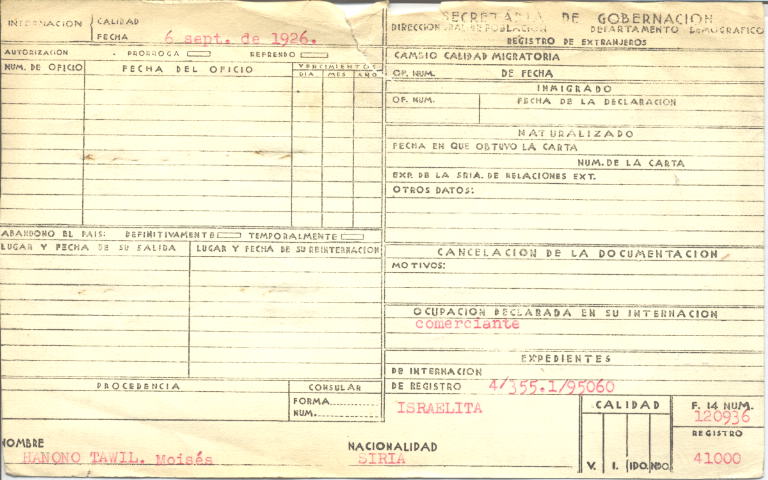 INTERNACION CALIDAD
FECHA 6 sept. de 1926.
AUTORIZACION - PRORROGA REFRENDO
NUM. DE OFICIO FECHA DEL OFICIO VENCIMIENTOS
DIA MES AÑO
ABANDONO EL PAIS: DEFINITIVAMENTE TEMPORALMENTE
LUGAR Y FECHA DE SU SALIDA LUGAR Y FECHA DE SU REINTERNACION
PROCEDENCIA CONSULAR
FORMA
NUM.
SECRETARIA DE GOBERNACION
DIRECCION GRAL DE POBLACION DEPARTAMENTO DEMOGRAFICO
REGISTRO DE EXTRANJEROS
CAMBIO CALIDAD MIGRATORIA
OF. NUM. DE FECHA
INMIGRADO
OF. NUM. FECHA DE LA DECLARACION
NATURALIZADO
FECHA EN QUE OBTUVO LA CARTA
NUM. DE LA CARTA
EXP. DE LA SRIA. DE RELACIONES EXT.
OTROS DATOS:
CANCELACION DE LA DOCUMENTACION
MOTIVOS:
OCUPACION DECLARADA EN SU INTERNACION
comerciante
EXPEDIENTES
DE INTERNACION
DE REGISTRO 4/355.1/95060
ISRAELITA
CALIDAD
V. I. IDO. NDO.
F. 14 NUM.
120936
REGISTRO
41000
NOMBRE NACIONALIDAD
HANONO TAWIL. Moisés SIRIA